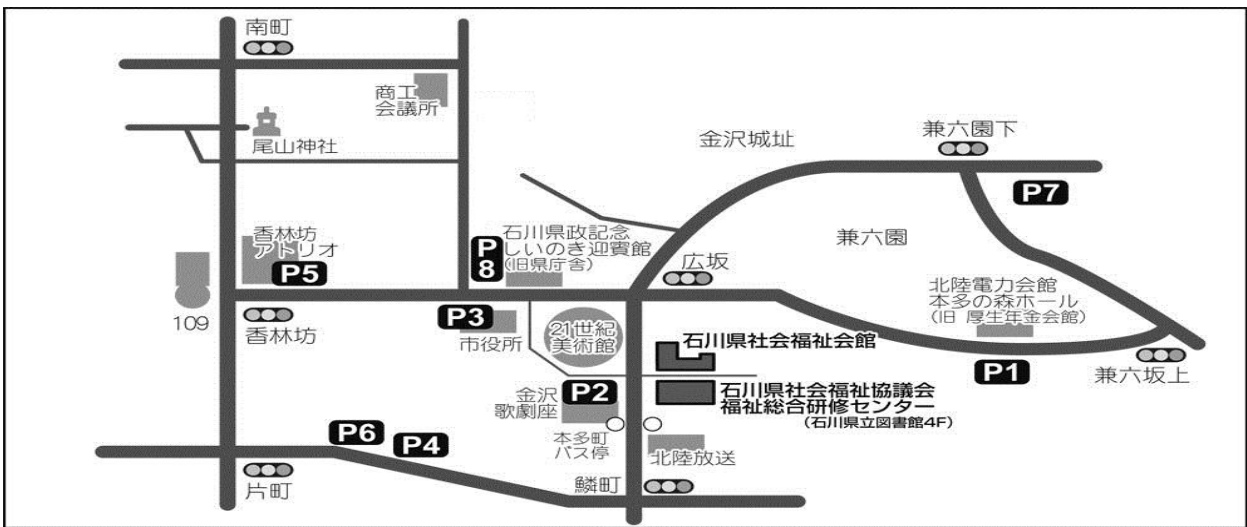 南町
商工
会議所
尾山神社
金沢城址
兼六園下
P7
香林坊
アトリオ
P5
P
8
石川県政記念
しいのき迎賓館
(旧県庁舎)
広坂
兼六園
北陸電力会館
本多の森ホール
(旧 厚生年金会館)
109
香林坊
P3
市役所
21世紀
美術館
石川県社会福祉会館
P1
兼六坂上
金沢
歌劇座
P2
石川県社会福祉協議会
福祉総合研修センター
(石川県立図書館4F)
P6
P4
本多町
バス停
北陸放送
片町
鱗町